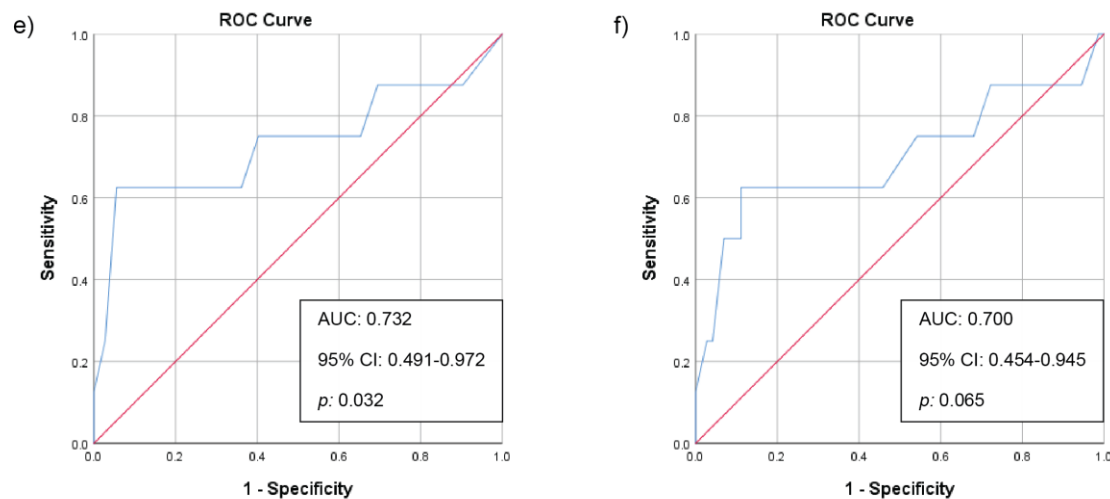 e)
ROC Curve
1.0
0.8
0.6
0.4
0.2
0.0
Sensitivity
AUC: 0.732
95% CI: 0.491-0.972
p: 0.032
0.0 0.2 0.4 0.6 0.8 1.0
1 - Specificity
f)
ROC Curve
1.0
0.8
0.6
0.4
0.2
0.0
Sensitivity
AUC: 0.700
95% CI: 0.454-0.945
p: 0.065
0.0 0.2 0.4 0.6 0.8 1.0
1 - Specificity